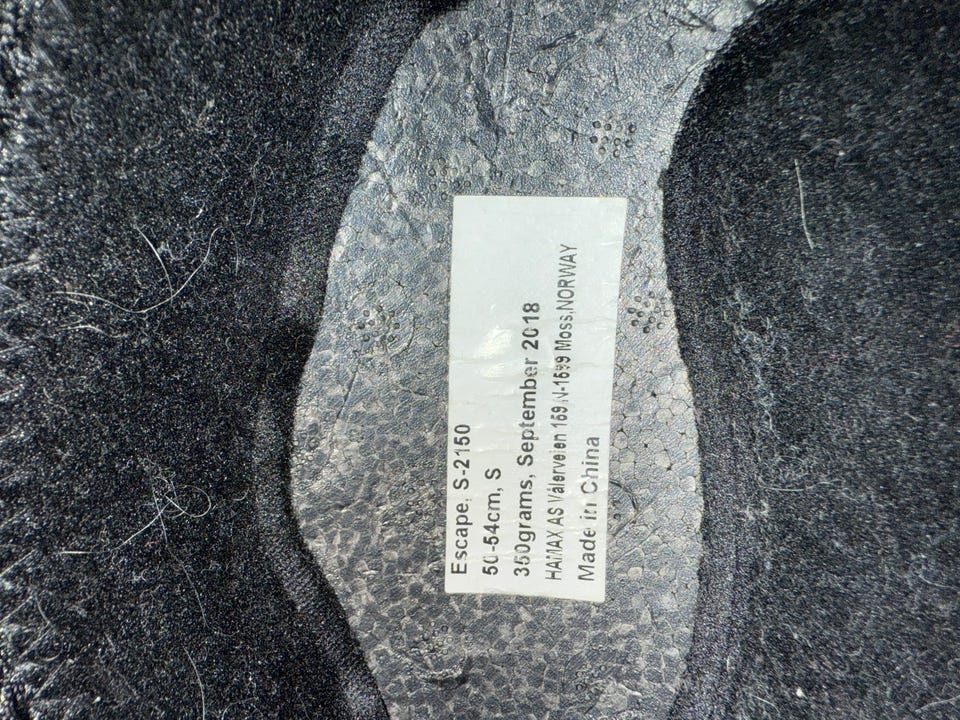 Escape, S-2150
50-54cm, S
350grams, September 2018
HAMAX AS Vålerveien 159 N-1599 Moss,NORWAY
Made in China